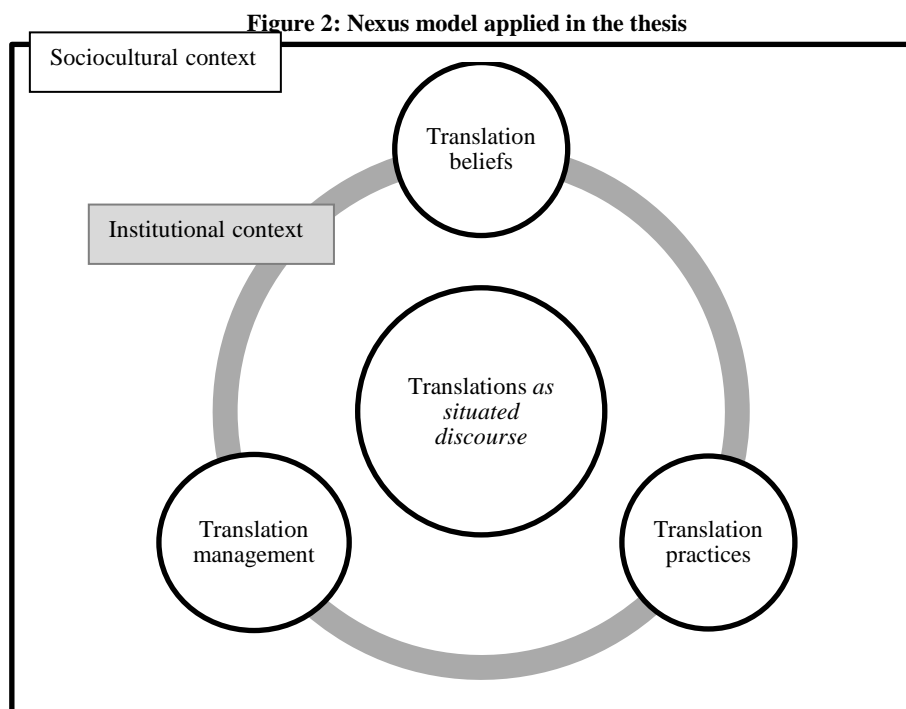 Figure 2: Nexus model applied in the thesis
Sociocultural context
Translation
beliefs
Institutional context
Translations as
situated
discourse
Translation
management
Translation
practices